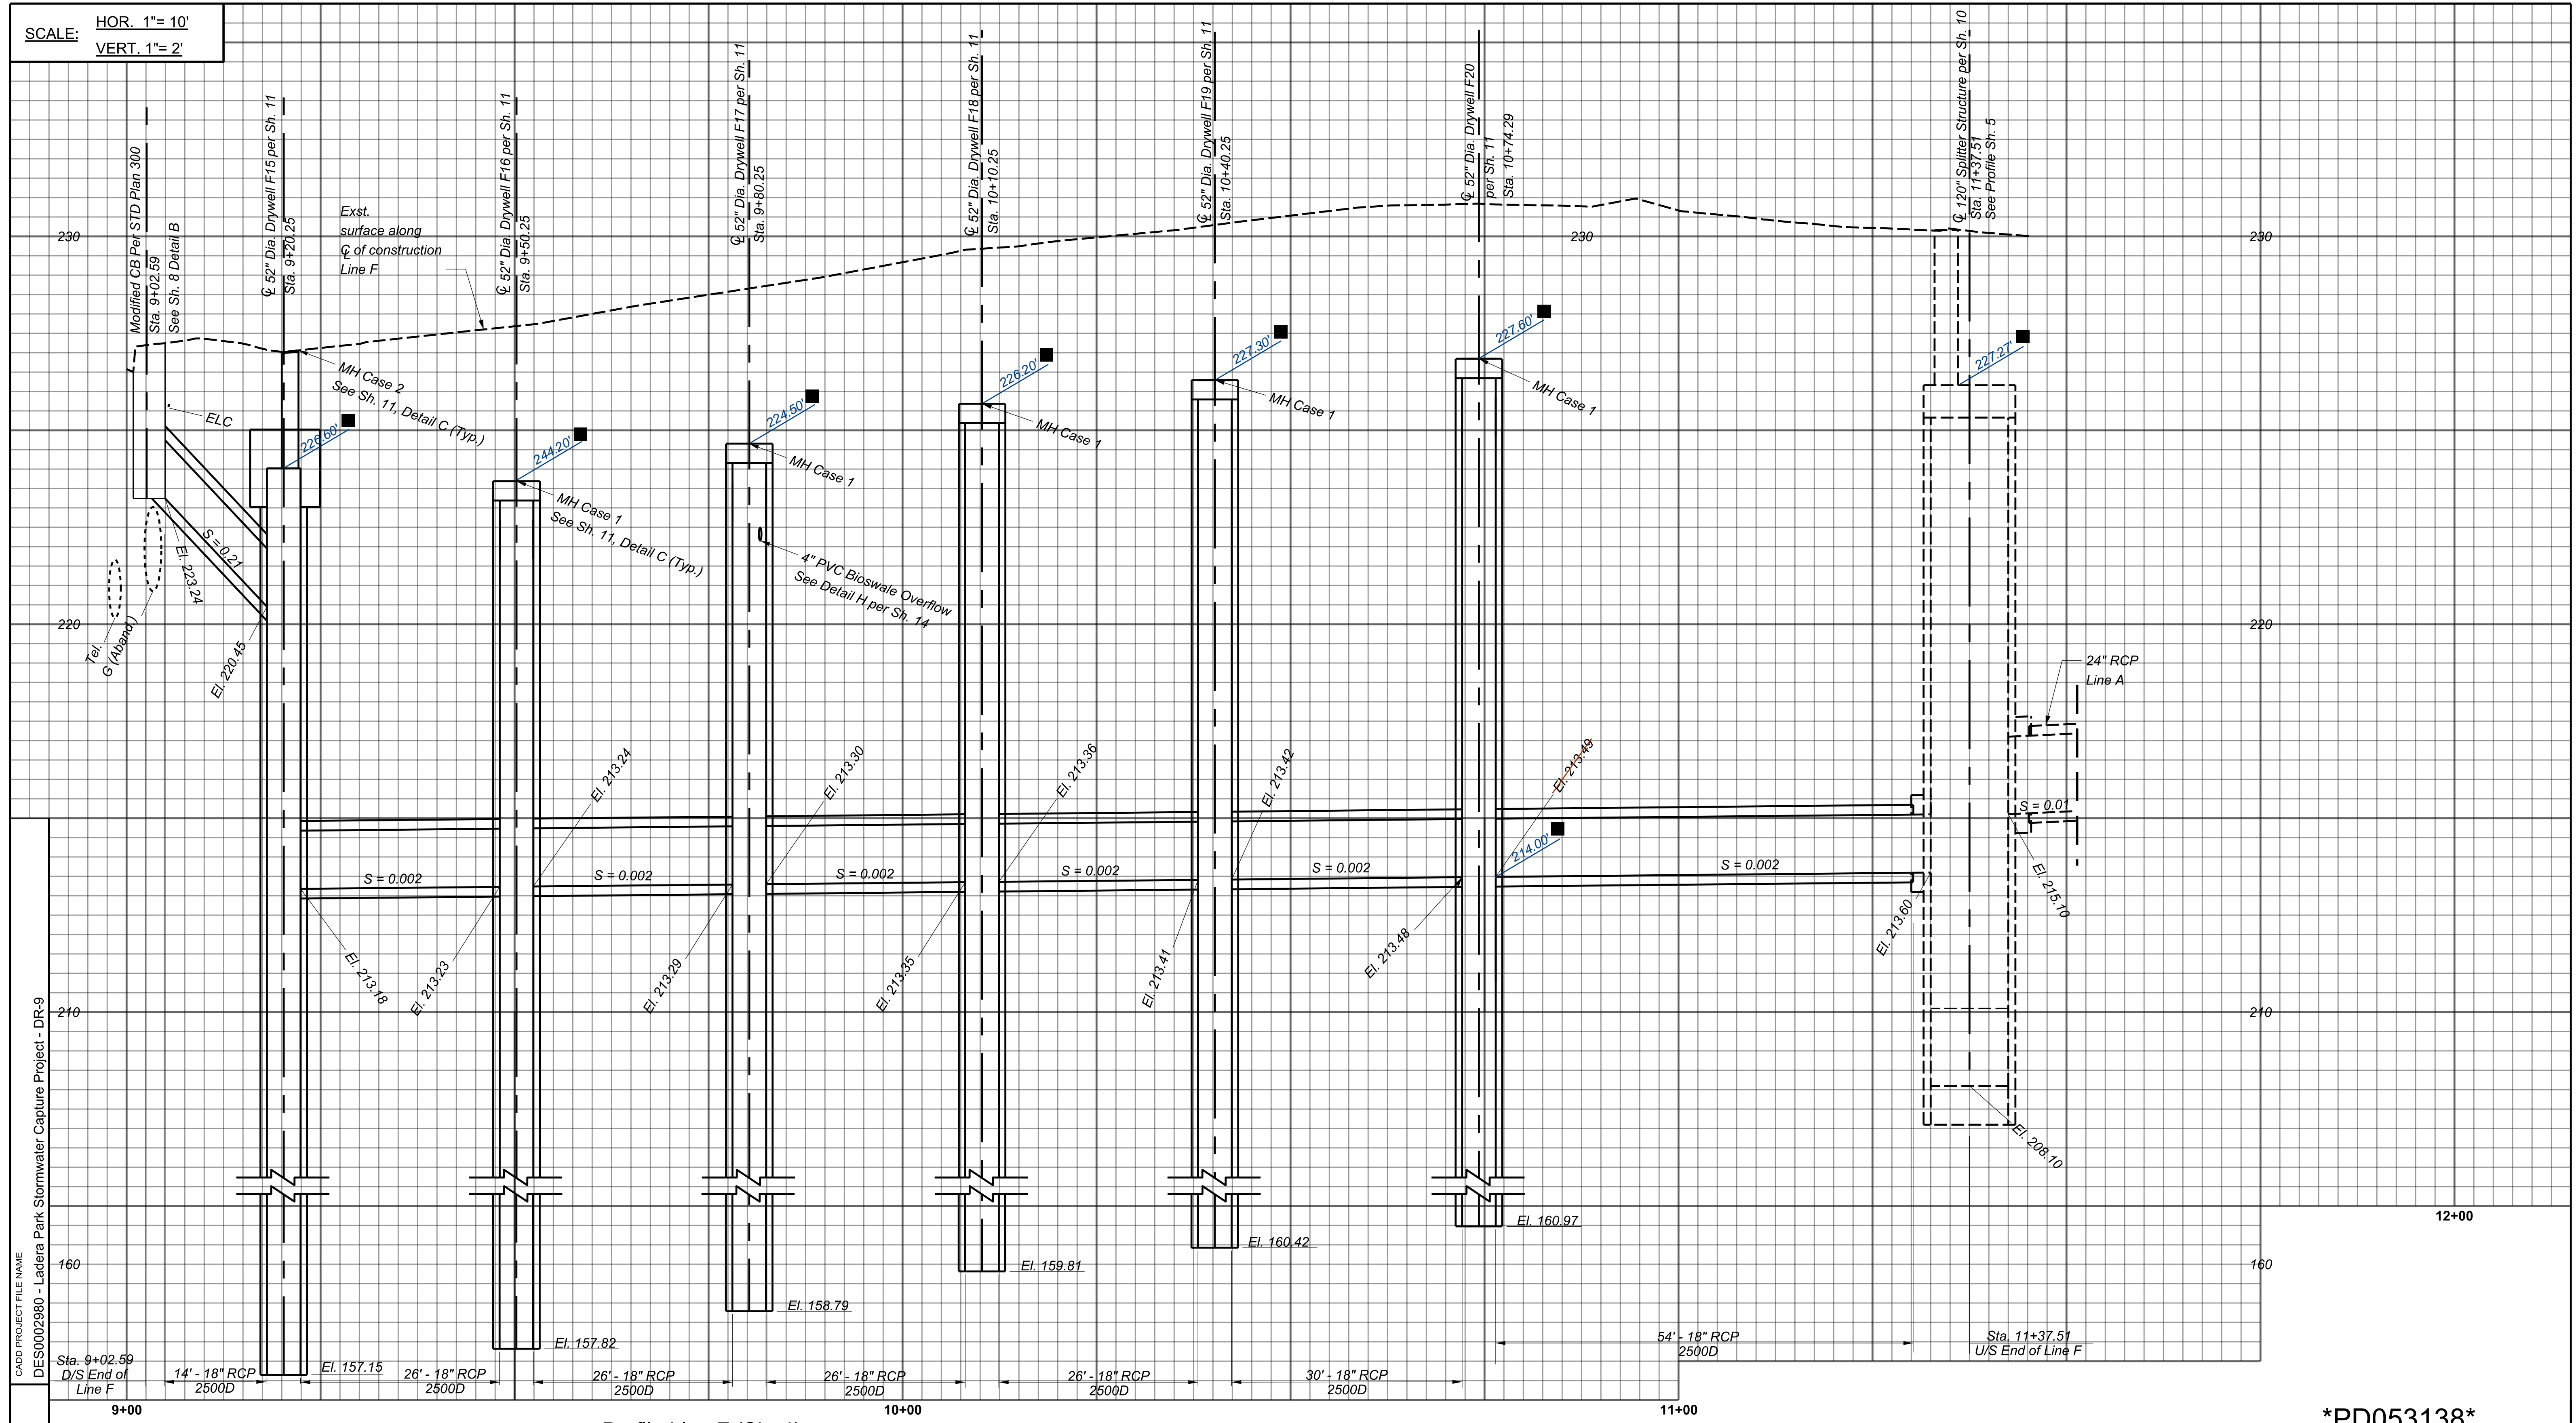 SCALE:
HOR. 1"= 10'
VERT. 1"= 2'
Modified CB Per STD Plan 300
Sta. 9+02.59
See Sh. 8 Detail B
℄ 52" Dia. Drywell F15 per Sh. 11
Sta. 9+20.25
℄ 52" Dia. Drywell F16 per Sh. 11
Sta. 9+50.25
℄ 52" Dia. Drywell F17 per Sh. 11
Sta. 9+80.25
℄ 52" Dia. Drywell F18 per Sh. 11
Sta. 10+10.25
℄ 52" Dia. Drywell F19 per Sh. 11
Sta. 10+40.25
℄ 52" Dia. Drywell F20
per Sh. 11
Sta. 10+74.29
℄ 120" Splitter Structure per Sh. 10
Sta. 11+37.51
See Profile Sh. 5
Exst.
surface along
℄ of construction
Line F
230
230
230
MH Case 2
See Sh. 11, Detail C (Typ.)
ELC
226.60'
244.20'
224.50'
226.20'
227.30'
227.60'
227.27'
MH Case 1
See Sh. 11, Detail C (Typ.)
MH Case 1
MH Case 1
MH Case 1
MH Case 1
4" PVC Bioswale Overflow
See Detail H per Sh. 14
S = 0.21
El. 223.24
El. 220.45
Tel.
G (Aband.)
220
220
24" RCP
Line A
El. 213.24
El. 213.30
El. 213.36
El. 213.42
El. 213.49
214.00'
S = 0.01
S = 0.002
S = 0.002
S = 0.002
S = 0.002
S = 0.002
S = 0.002
El. 213.18
El. 213.23
El. 213.29
El. 213.35
El. 213.41
El. 213.48
El. 213.60
El. 215.10
210
210
El. 208.10
El. 160.97
El. 160.42
El. 159.81
El. 158.79
El. 157.82
El. 157.15
160
160
12+00
CADD PROJECT FILE NAME
DES0002980 - Ladera Park Stormwater Capture Project - DR-9
Sta. 9+02.59
D/S End of
Line F
14' - 18" RCP
2500D
26' - 18" RCP
2500D
26' - 18" RCP
2500D
26' - 18" RCP
2500D
26' - 18" RCP
2500D
30' - 18" RCP
2500D
54' - 18" RCP
2500D
Sta. 11+37.51
U/S End of Line F
9+00
10+00
11+00
*PD053138*